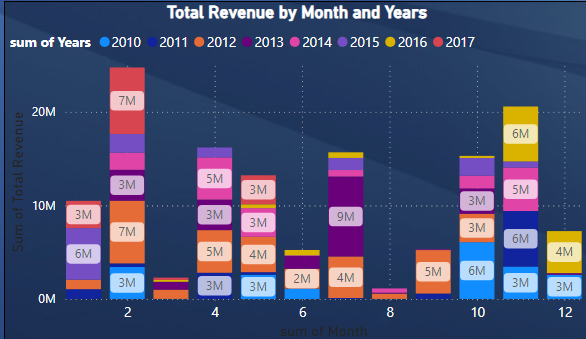 Total Revenue by Month and Years
sum of Years 2010 2011 2012 2013 2014 2015 2016 2017
Sum of Total Revenue
20M
10M
0M
3M
6M
7M
3M
7M
3M
5M
3M
5M
3M
3M
3M
4M
3M
2M
9M
4M
5M
3M
3M
6M
6M
5M
6M
3M
4M
3M
2 4 6 8 10 12
sum of Month